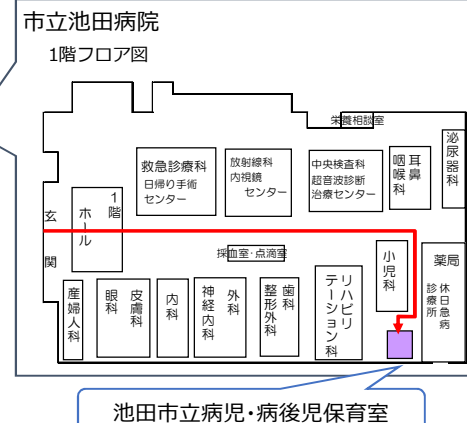 市立池田病院
1階フロア図
栄養相談室
救急診療科
日帰り手術
センター
放射線科
内視鏡
センター
中央検査科
超音波診断
治療センター
耳鼻
咽喉科
泌尿器科
玄関
1階
ホール
採血室・点滴室
小児科
薬局
休日急病
診療所
産婦人科
皮膚科
眼科
内科
外科
神経内科
歯科
整形外科
リハビリ
テーション科
池田市立病児・病後児保育室